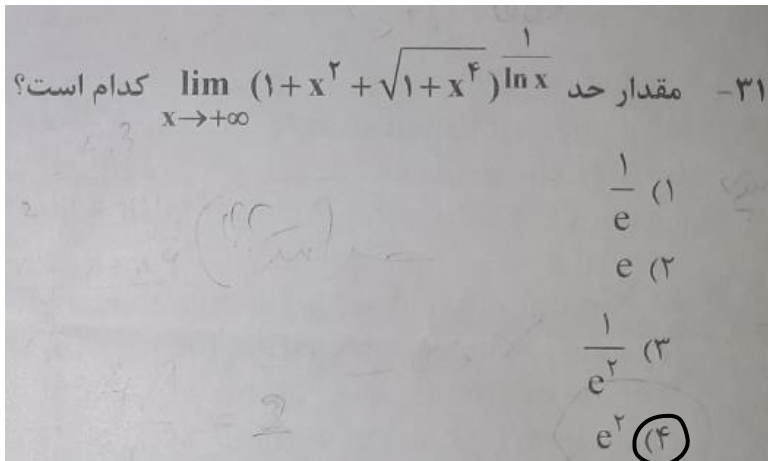 ۳۱- مقدار حد lim (۱+x^۲+√(۱+x^۴))^(۱/ln x) کدام است؟
x→+∞
۱) ۱/e
۲) e
۳) ۱/e^۲
۴) e^۲